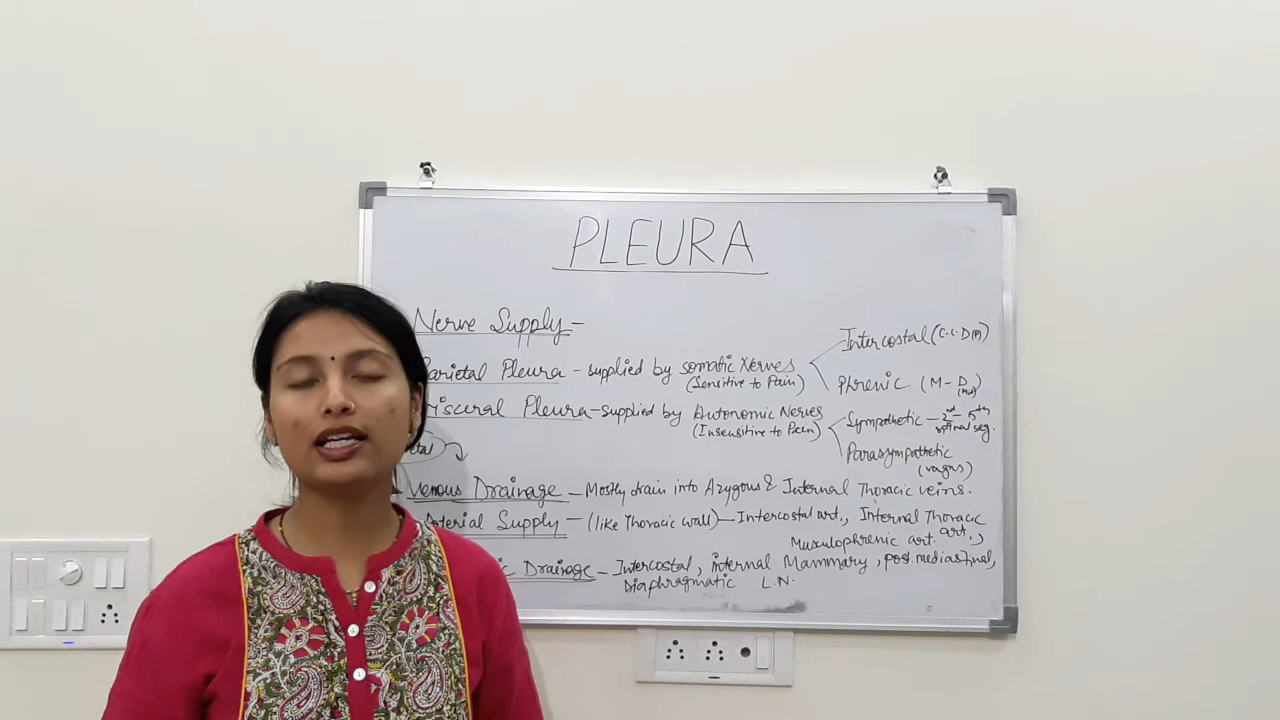 PLEURA
Nerve Supply-
Parietal Pleura - supplied by somatic Nerves
(Sensitive to Pain)
Intercostal (C.C.D(P))
Phrenic (M-D
Viscural Pleura - supplied by Autonomic Nerves
(Insensitive to Pain)
Sympathetic - 2nd - 5th
spinal seg.
Parasympathetic
(vagus)
Venous Drainage - Mostly drain into Azygous & Internal Thoracic veins.
Arterial Supply - (like Thoracic wall) - Intercostal art., Internal Thoracic
art.,
Musculophrenic art.
ic Drainage - Intercostal, internal Mammary, post.mediastinal,
Diaphragmatic L.N.